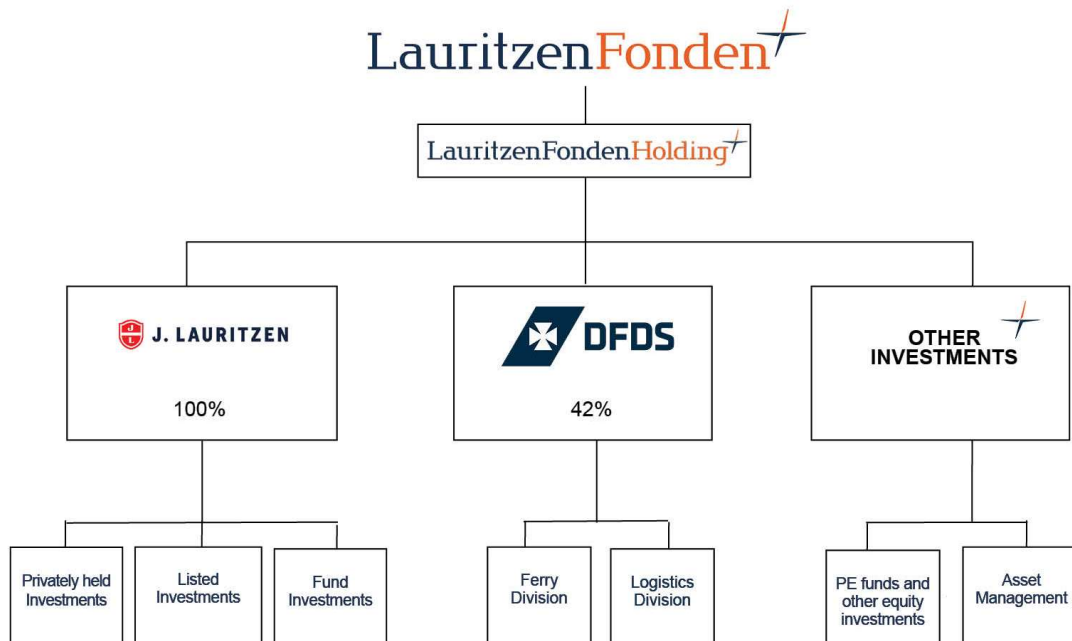 LauritzenFonden
LauritzenFondenHolding
J
L
J. LAURITZEN
100%
DFDS
42%
OTHER
INVESTMENTS
Privately held
Investments
Listed
Investments
Fund
Investments
Ferry
Division
Logistics
Division
PE funds and
other equity
investments
Asset
Management